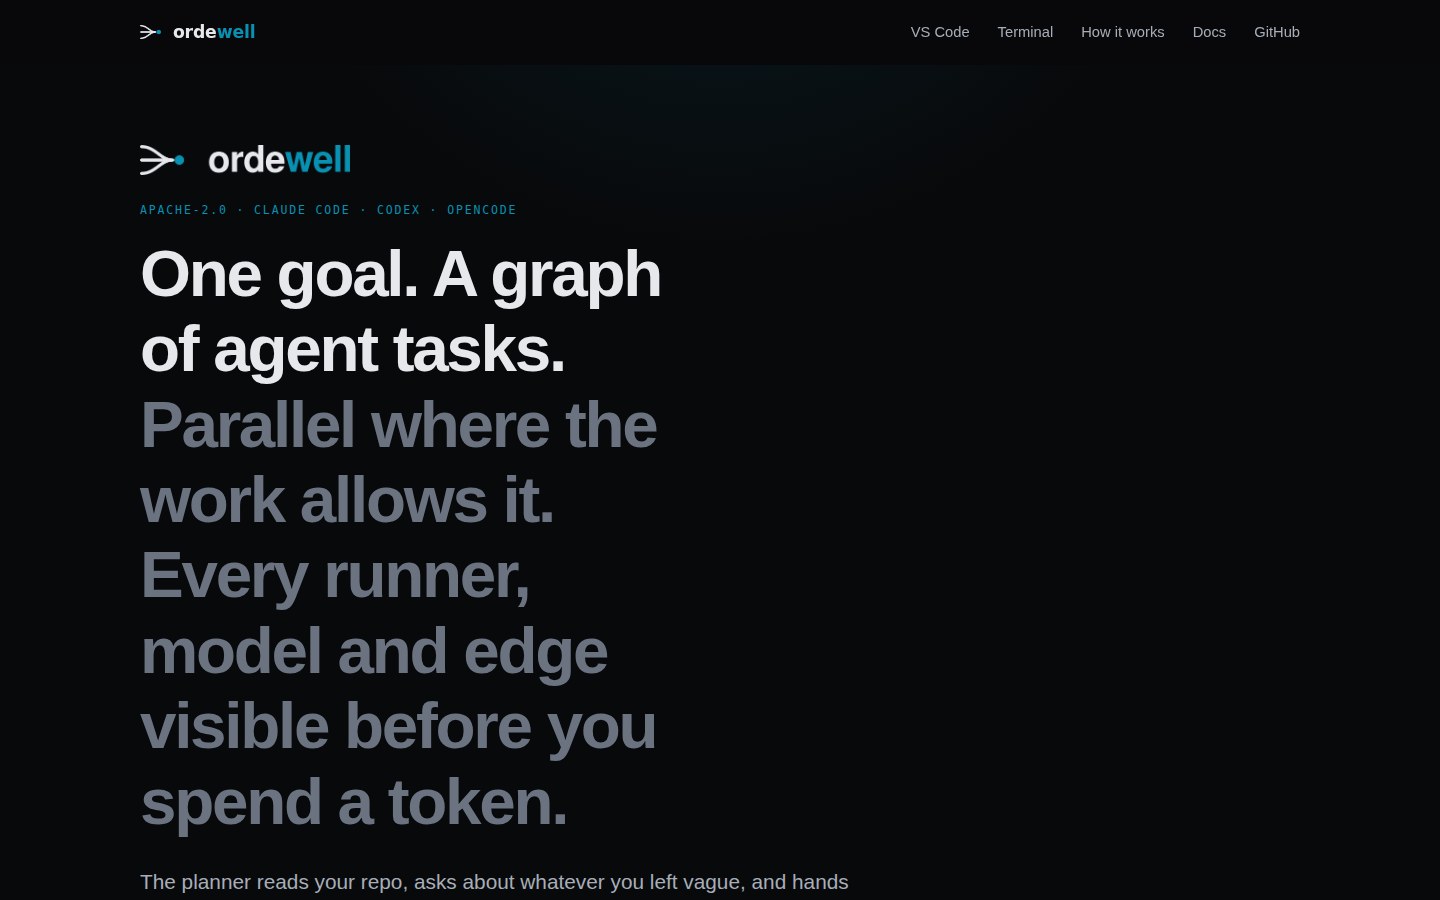 ordewell
VS Code
Terminal
How it works
Docs
GitHub
ordewell
APACHE-2.0 · CLAUDE CODE · CODEX · OPENCODE
One goal. A graph
of agent tasks.
Parallel where the
work allows it.
Every runner,
model and edge
visible before you
spend a token.
The planner reads your repo, asks about whatever you left vague, and hands